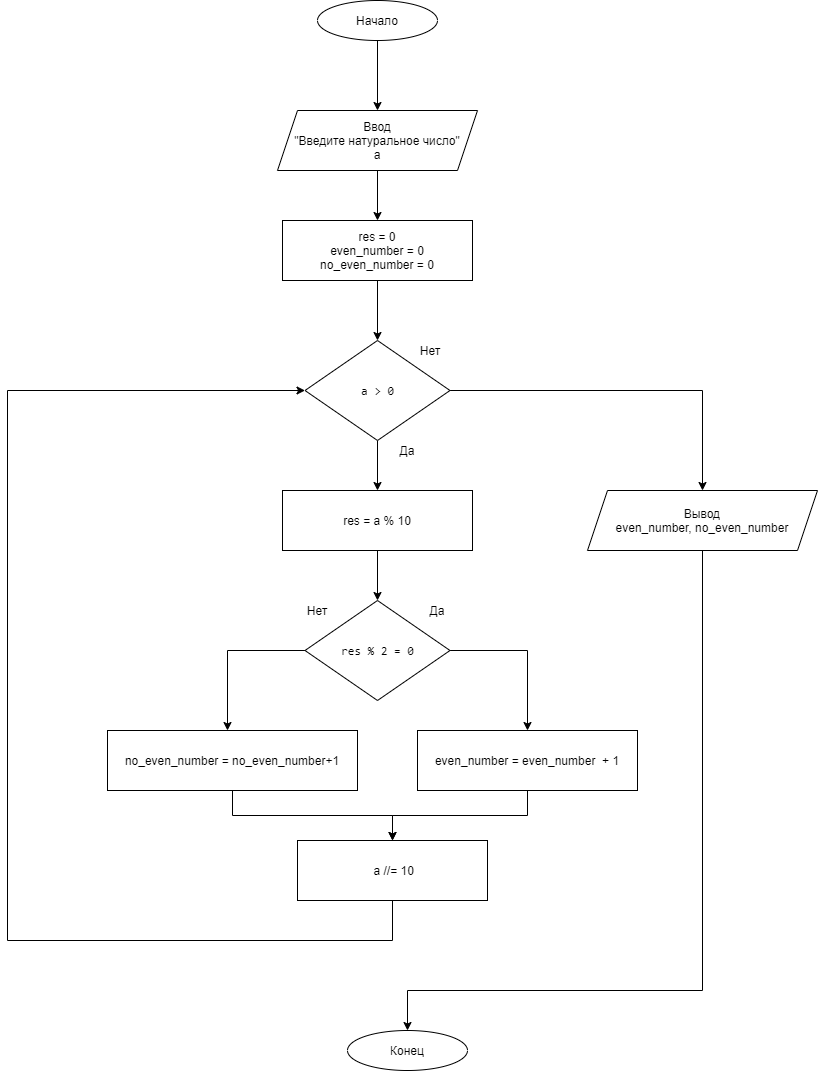 Начало
Ввод
"Введите натуральное число"
a
res = 0
even_number = 0
no_even_number = 0
Нет
a > 0
Да
res = a % 10
Вывод
even_number, no_even_number
Нет
Да
res % 2 = 0
no_even_number = no_even_number+1
even_number = even_number + 1
a //= 10
Конец